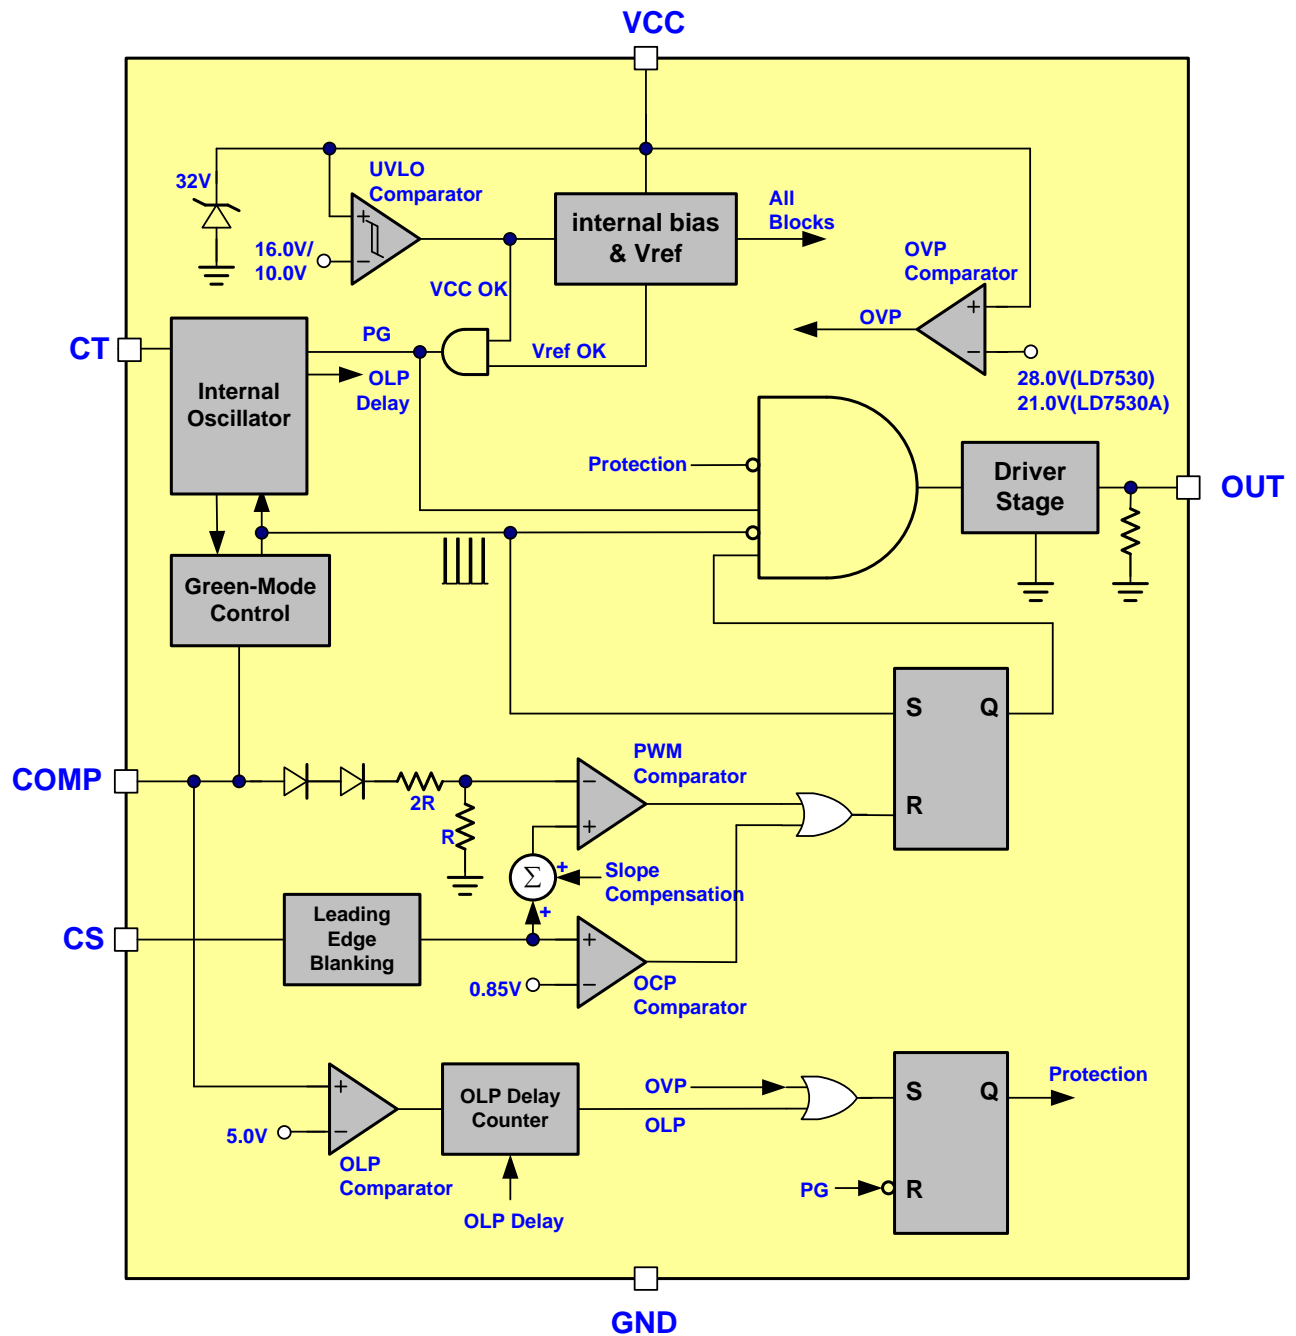 VCC
32V
UVLO
Comparator
+
−
16.0V/
10.0V
internal bias
& Vref
All
Blocks
VCC OK
OVP
Comparator
+
−
OVP
28.0V(LD7530)
21.0V(LD7530A)
CT
Internal
Oscillator
PG
Vref OK
OLP
Delay
Protection
Driver
Stage
OUT
Green-Mode
Control
S
Q
R
COMP
2R
R
PWM
Comparator
−
+
Σ
+
+
Slope
Compensation
CS
Leading
Edge
Blanking
+
−
0.85V
OCP
Comparator
+
−
5.0V
OLP
Comparator
OLP Delay
Counter
OLP Delay
OVP
OLP
S
Q
R
PG
Protection
GND